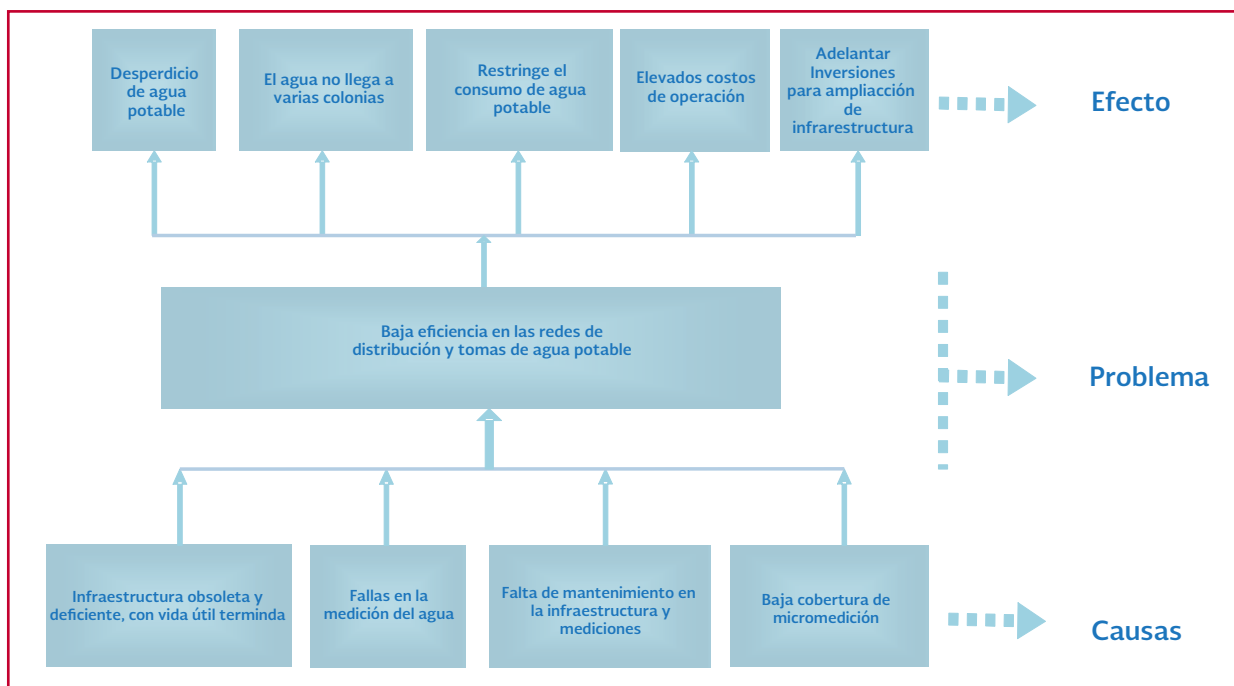 Desperdicio
de agua
potable
El agua no llega a
varias colonias
Restringe el
consumo de agua
potable
Elevados costos
de operación
Adelantar
Inversiones
para ampliacción
de
infrarestructura
Efecto
Baja eficiencia en las redes de
distribución y tomas de agua potable
Problema
Infraestructura obsoleta y
deficiente, con vida útil terminda
Fallas en la
medición del agua
Falta de mantenimiento en
la infraestructura y
mediciones
Baja cobertura de
micromedición
Causas